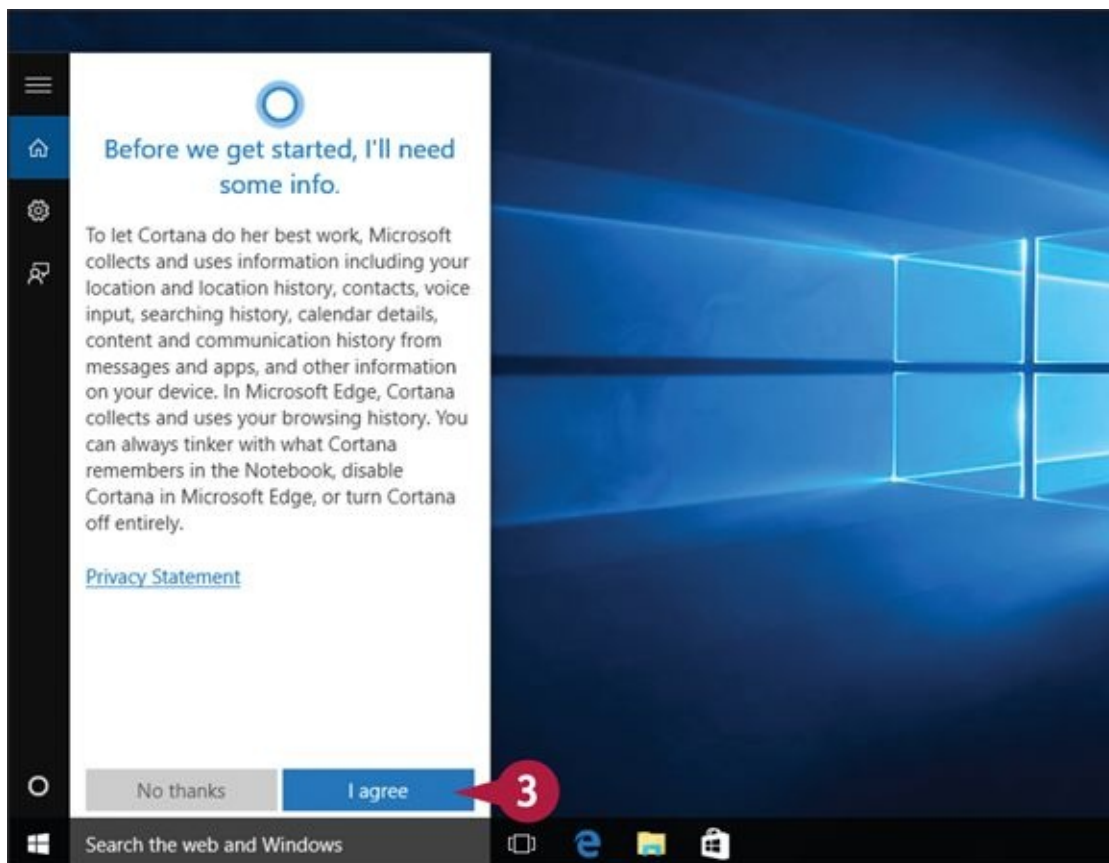 Before we get started, I'll need
some info.
To let Cortana do her best work, Microsoft
collects and uses information including your
location and location history, contacts, voice
input, searching history, calendar details,
content and communication history from
messages and apps, and other information
on your device. In Microsoft Edge, Cortana
collects and uses your browsing history. You
can always tinker with what Cortana
remembers in the Notebook, disable
Cortana in Microsoft Edge, or turn Cortana
off entirely.
Privacy Statement
No thanks I agree 3
Search the web and Windows